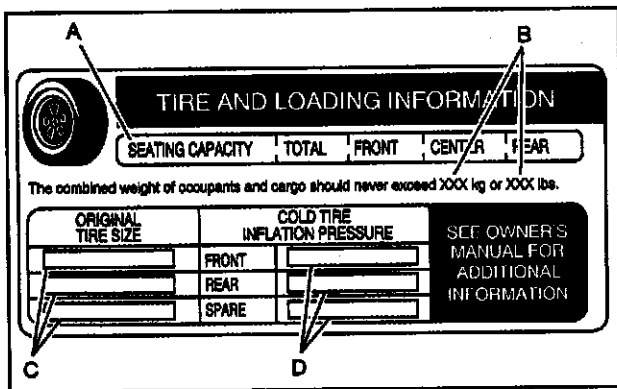 A B
TIRE AND LOADING INFORMATION
SEATING CAPACITY TOTAL FRONT CENTER REAR
The combined weight of occupants and cargo should never exceed XXX kg or XXX lbs.
ORIGINAL
TIRE SIZE
COLD TIRE
INFLATION PRESSURE
FRONT
REAR
SPARE
SEE OWNER'S
MANUAL FOR
ADDITIONAL
INFORMATION
C D